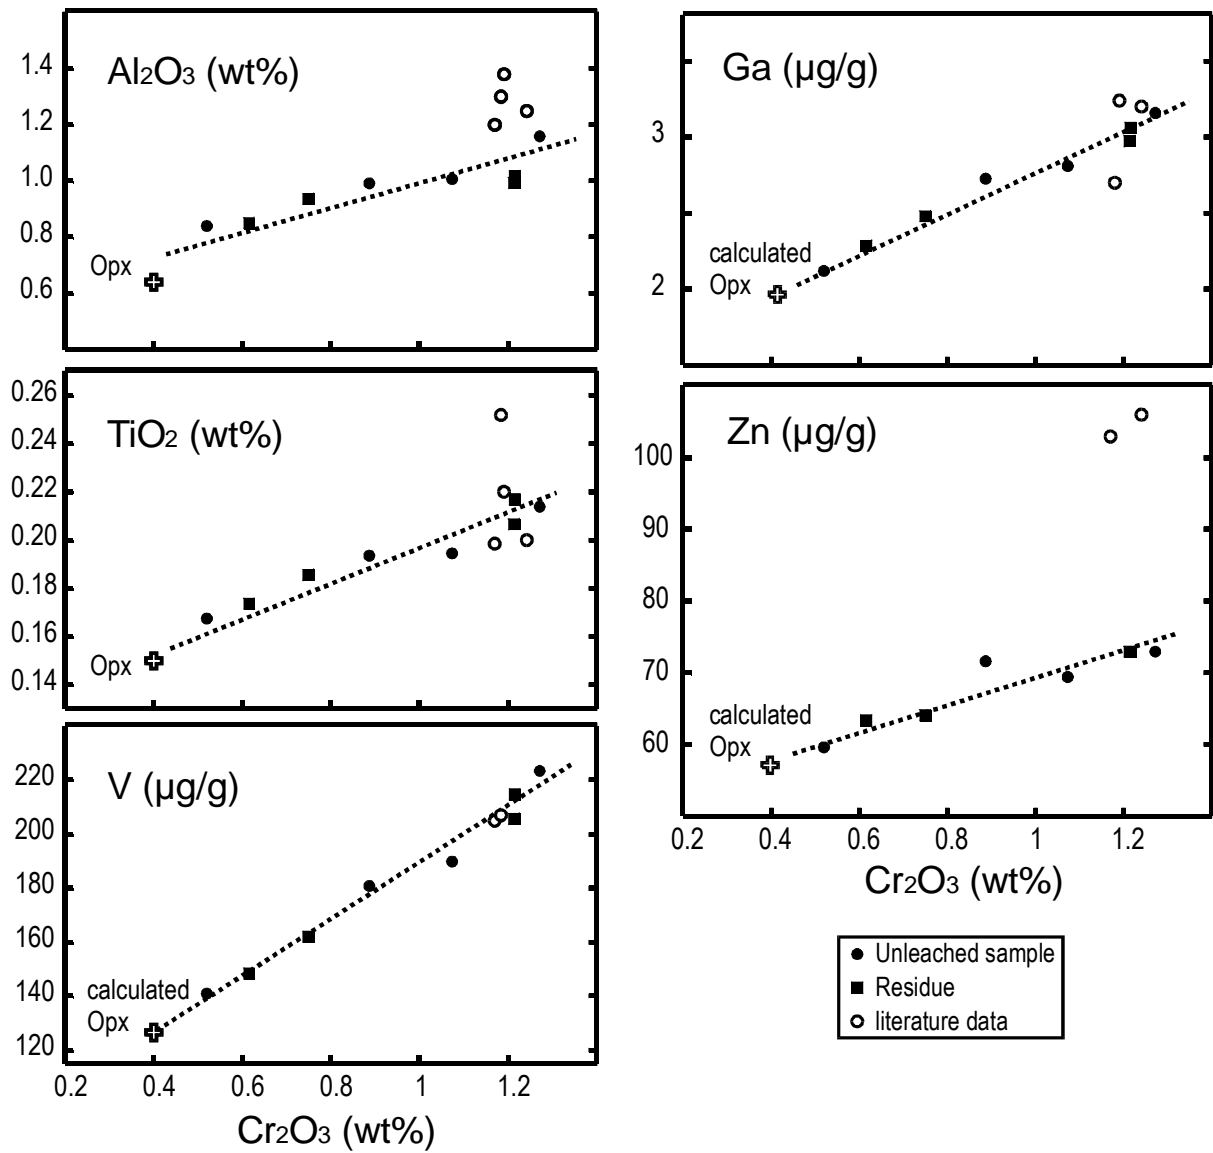 Al2O3 (wt%)
1.4
1.2
1.0
0.8
0.6
Opx
TiO2 (wt%)
0.26
0.24
0.22
0.20
0.18
0.16
0.14
Opx
V (µg/g)
220
200
180
160
140
120
calculated
Opx
0.2 0.4 0.6 0.8 1 1.2
Cr2O3 (wt%)
Ga (µg/g)
3
2
calculated
Opx
Zn (µg/g)
100
90
80
70
60
calculated
Opx
0.2 0.4 0.6 0.8 1 1.2
Cr2O3 (wt%)
Unleached sample
Residue
literature data